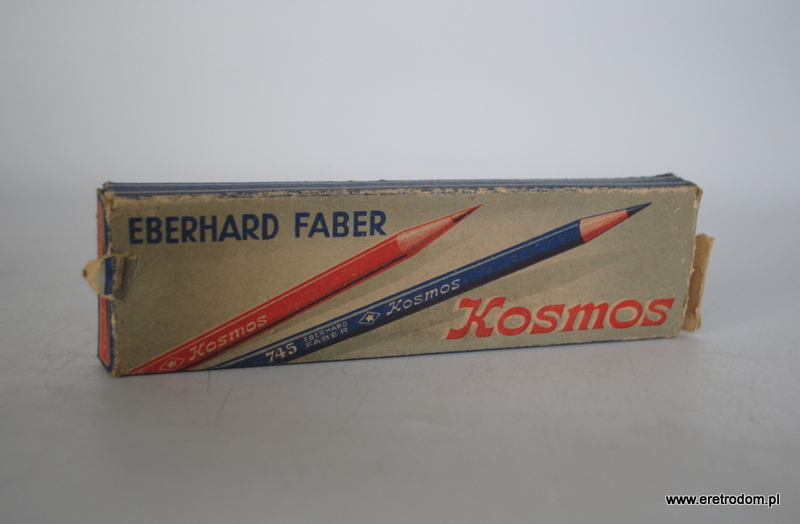 EBERHARD FABER
Kosmos
745 EBERHARD
FABER
Kosmos
Kosmos
www.eretrodom.pl